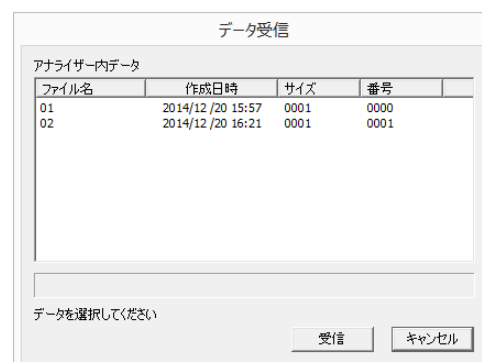 データ受信
アナライザー内データ
ファイル名 作成日時 サイズ 番号
01 2014/12 /20 15:57 0001 0000
02 2014/12 /20 16:21 0001 0001
データを選択してください
受信 キャンセル